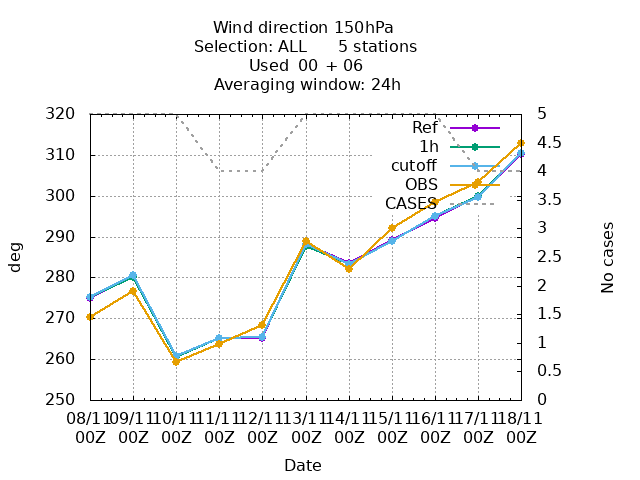 Wind direction 150hPa
Selection: ALL 5 stations
Used 00 + 06
Averaging window: 24h
320
310
300
290
280
270
260
250
deg
5
4.5
4
3.5
3
2.5
2
1.5
1
0.5
0
No cases
Ref
1h
cutoff
OBS
CASES
08/11 09/11 10/11 11/11 12/11 13/11 14/11 15/11 16/11 17/11 18/11
00Z 00Z 00Z 00Z 00Z 00Z 00Z 00Z 00Z 00Z 00Z
Date